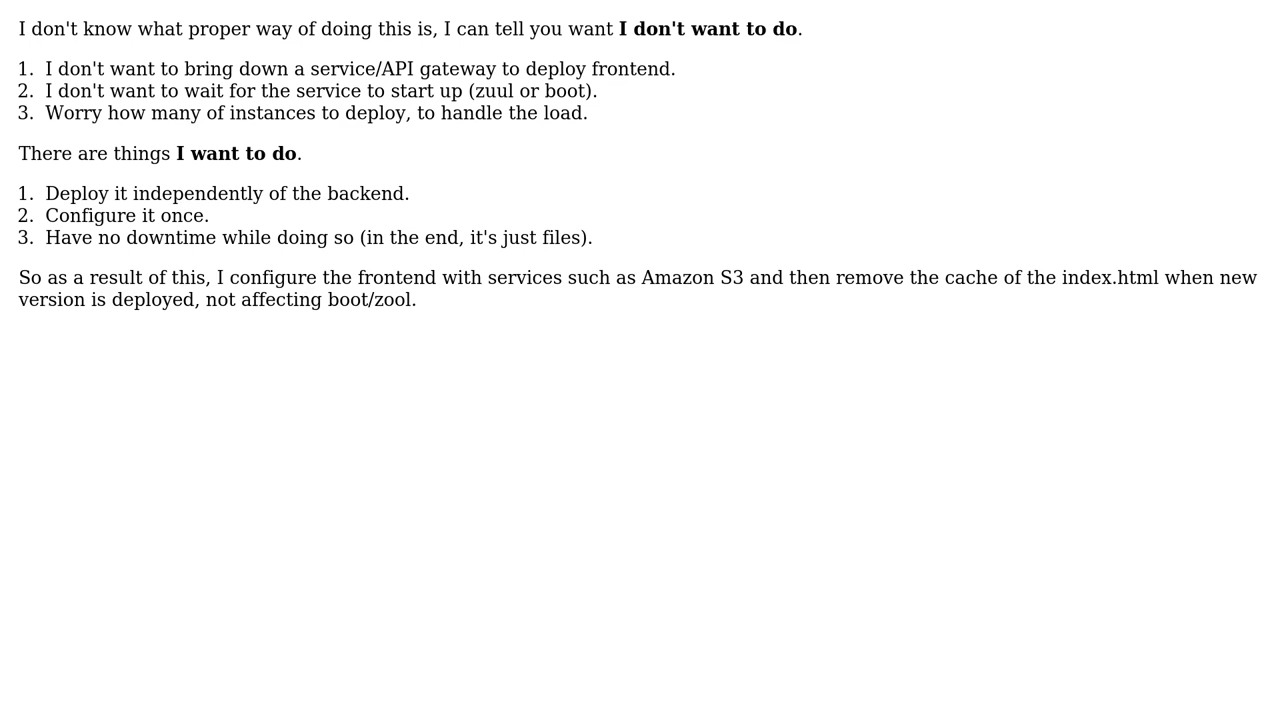 I don't know what proper way of doing this is, I can tell you want I don't want to do.
1. I don't want to bring down a service/API gateway to deploy frontend.
2. I don't want to wait for the service to start up (zuul or boot).
3. Worry how many of instances to deploy, to handle the load.
There are things I want to do.
1. Deploy it independently of the backend.
2. Configure it once.
3. Have no downtime while doing so (in the end, it's just files).
So as a result of this, I configure the frontend with services such as Amazon S3 and then remove the cache of the index.html when new
version is deployed, not affecting boot/zool.